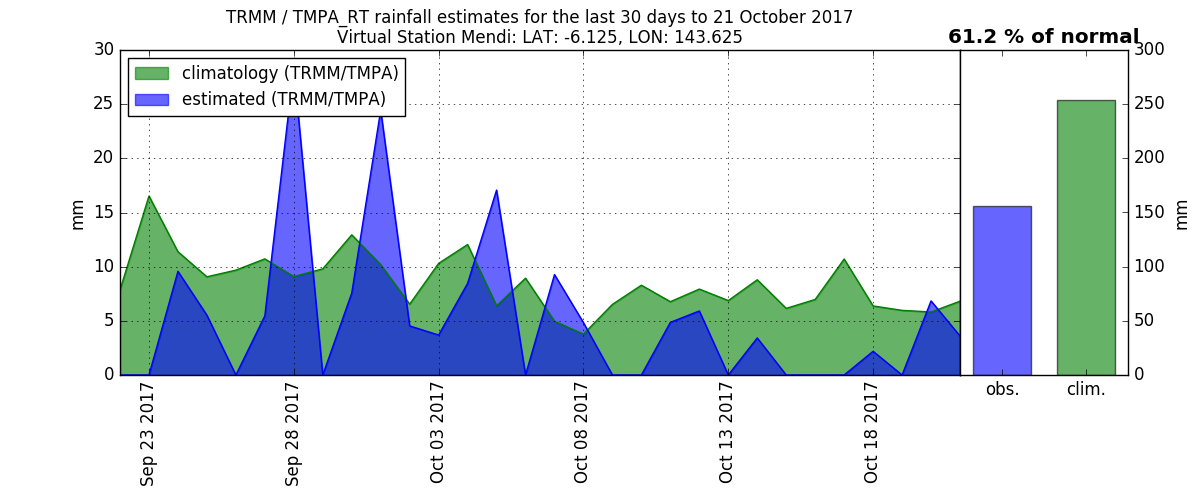 TRMM / TMPA_RT rainfall estimates for the last 30 days to 21 October 2017
Virtual Station Mendi: LAT: -6.125, LON: 143.625
61.2 % of normal
climatology (TRMM/TMPA)
estimated (TRMM/TMPA)
30
25
20
15
10
5
0
mm
300
250
200
150
100
50
0
mm
Sep 23 2017
Sep 28 2017
Oct 03 2017
Oct 08 2017
Oct 13 2017
Oct 18 2017
obs.
clim.